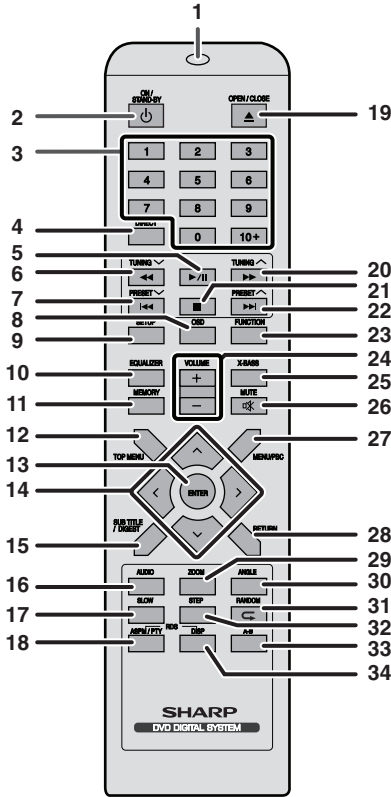 1
ON /
STAND-BY
OPEN / CLOSE
2
19
3
1 2 3
4 5 6
7 8 9
DIRECT
0 10+
4
5
TUNING TUNING
6
20
7
21
PRESET PRESET
8
22
SETUP OSD FUNCTION
9
23
24
EQUALIZER VOLUME X-BASS
10
+
25
MEMORY MUTE
11
–
26
12
27
TOP MENU MENU/PBC
13
ENTER
14
SUB TITLE
/ DIGEST
RETURN
15
28
29
AUDIO ZOOM ANGLE
16
30
SLOW STEP RANDOM
17
31
32
RDS
ASPM / PTY DISP A-B
18
33
34
SHARP
DVD DIGITAL SYSTEM